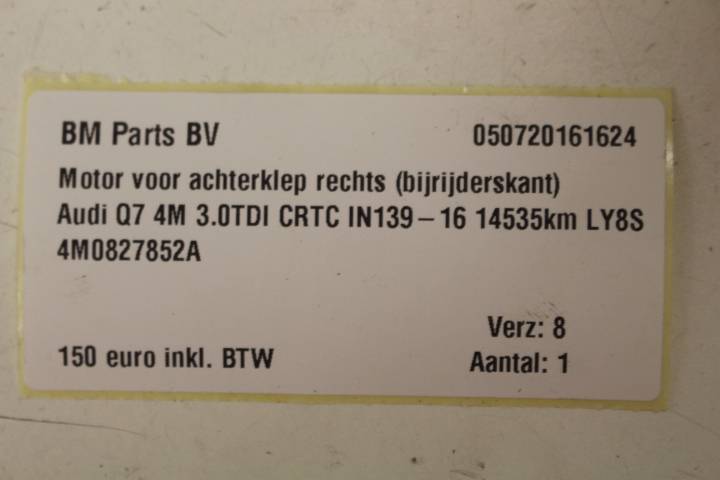 BM Parts BV 050720161624
Motor voor achterklep rechts (bijrijderskant)
Audi Q7 4M 3.0TDI CRTC IN139-16 14535km LY8S
4M0827852A
Verz: 8
150 euro inkl. BTW Aantal: 1